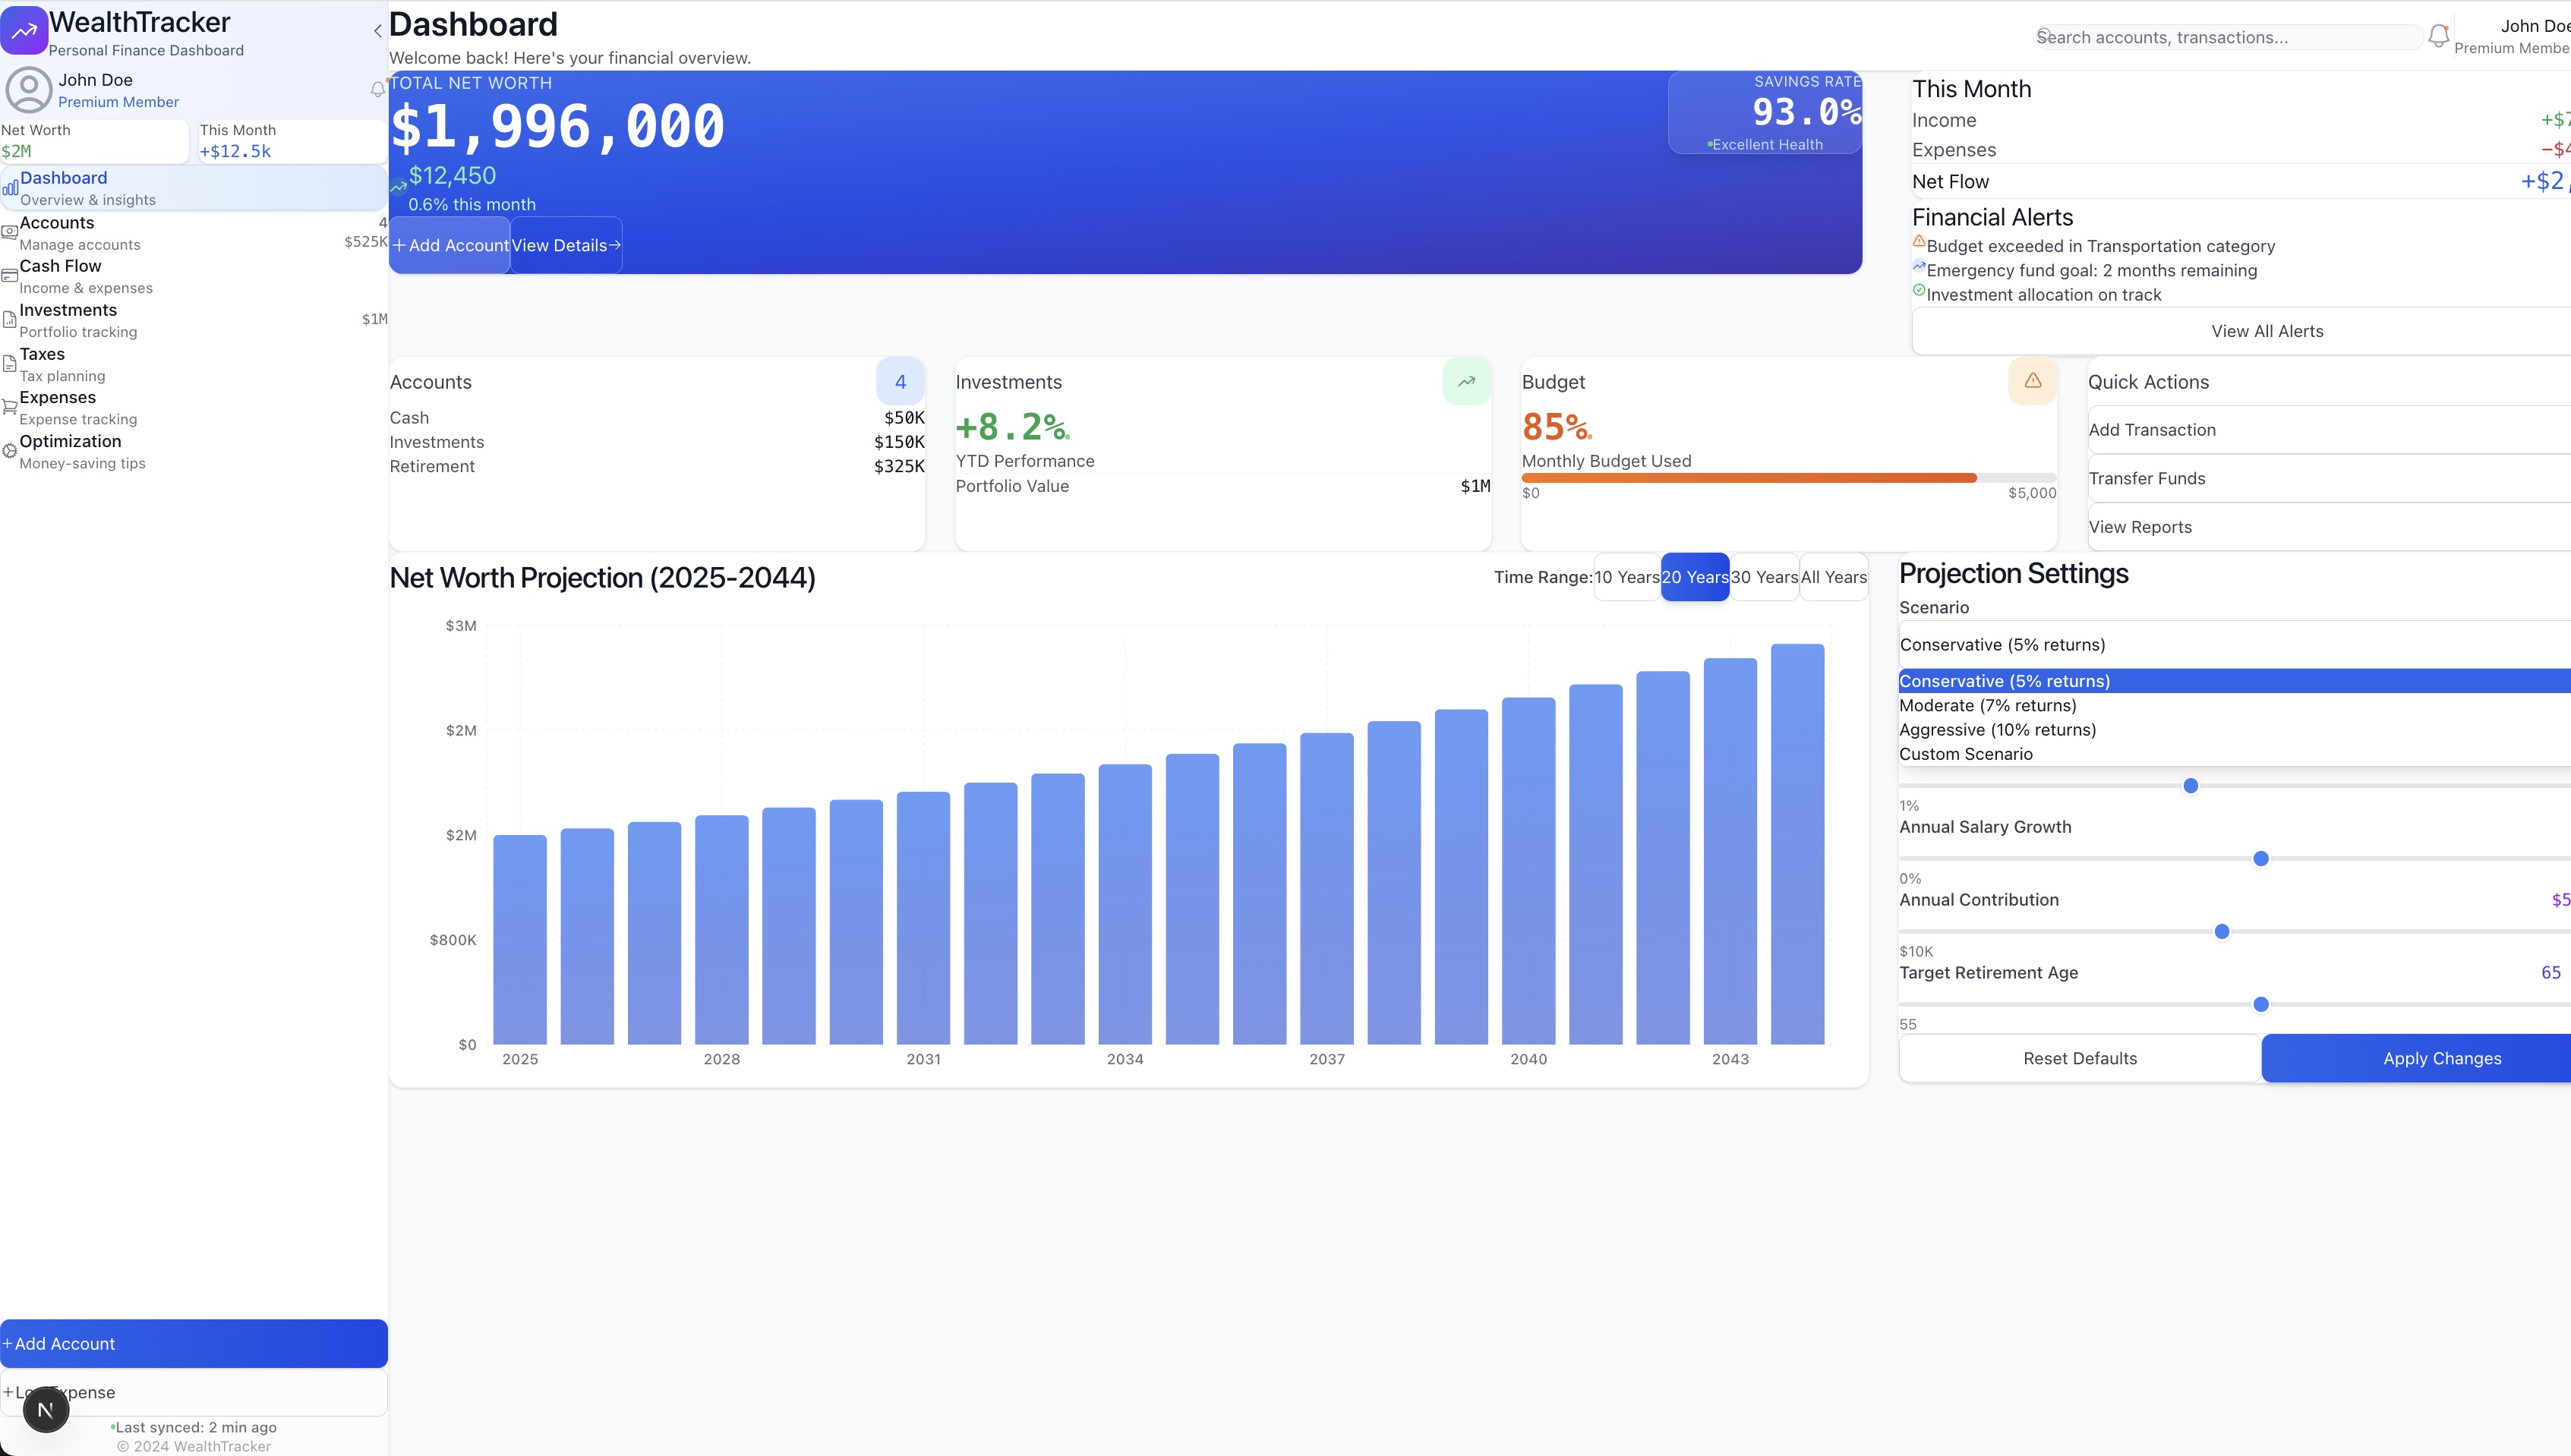 WealthTracker
Personal Finance Dashboard
John Doe
Premium Member
Net Worth
$2M
This Month
+$12.5k
Dashboard
Overview & insights
Accounts
Manage accounts
4
$525K
Cash Flow
Income & expenses
Investments
Portfolio tracking
$1M
Taxes
Tax planning
Expenses
Expense tracking
Optimization
Money-saving tips
+Add Account
+
Last synced: 2 min ago
© 2024 WealthTracker
Dashboard
Welcome back! Here's your financial overview.
Search accounts, transactions...
John
Premium
TOTAL NET WORTH
$1,996,000
$12,450
0.6% this month
+Add Account
View Details→
SAVINGS RATE
93.0%
Excellent Health
This Month
Income
+$7
Expenses
−$4
Net Flow
+$2,
Financial Alerts
Budget exceeded in Transportation category
Emergency fund goal: 2 months remaining
Investment allocation on track
View All Alerts
Accounts
4
Cash $50K
Investments $150K
Retirement $325K
Investments
+8.2%
YTD Performance
Portfolio Value $1M
Budget
85%
Monthly Budget Used
$0 $5,000
Quick Actions
Add Transaction
Transfer Funds
View Reports
Net Worth Projection (2025-2044)
Time Range: 10 Years 20 Years 30 Years All Years
$3M
$2M
$2M
$800K
$0
2025 2028 2031 2034 2037 2040 2043
Projection Settings
Scenario
Conservative (5% returns)
Conservative (5% returns)
Moderate (7% returns)
Aggressive (10% returns)
Custom Scenario
1%
Annual Salary Growth
0%
Annual Contribution $5
$10K
Target Retirement Age 65
55
Reset Defaults
Apply Changes
N